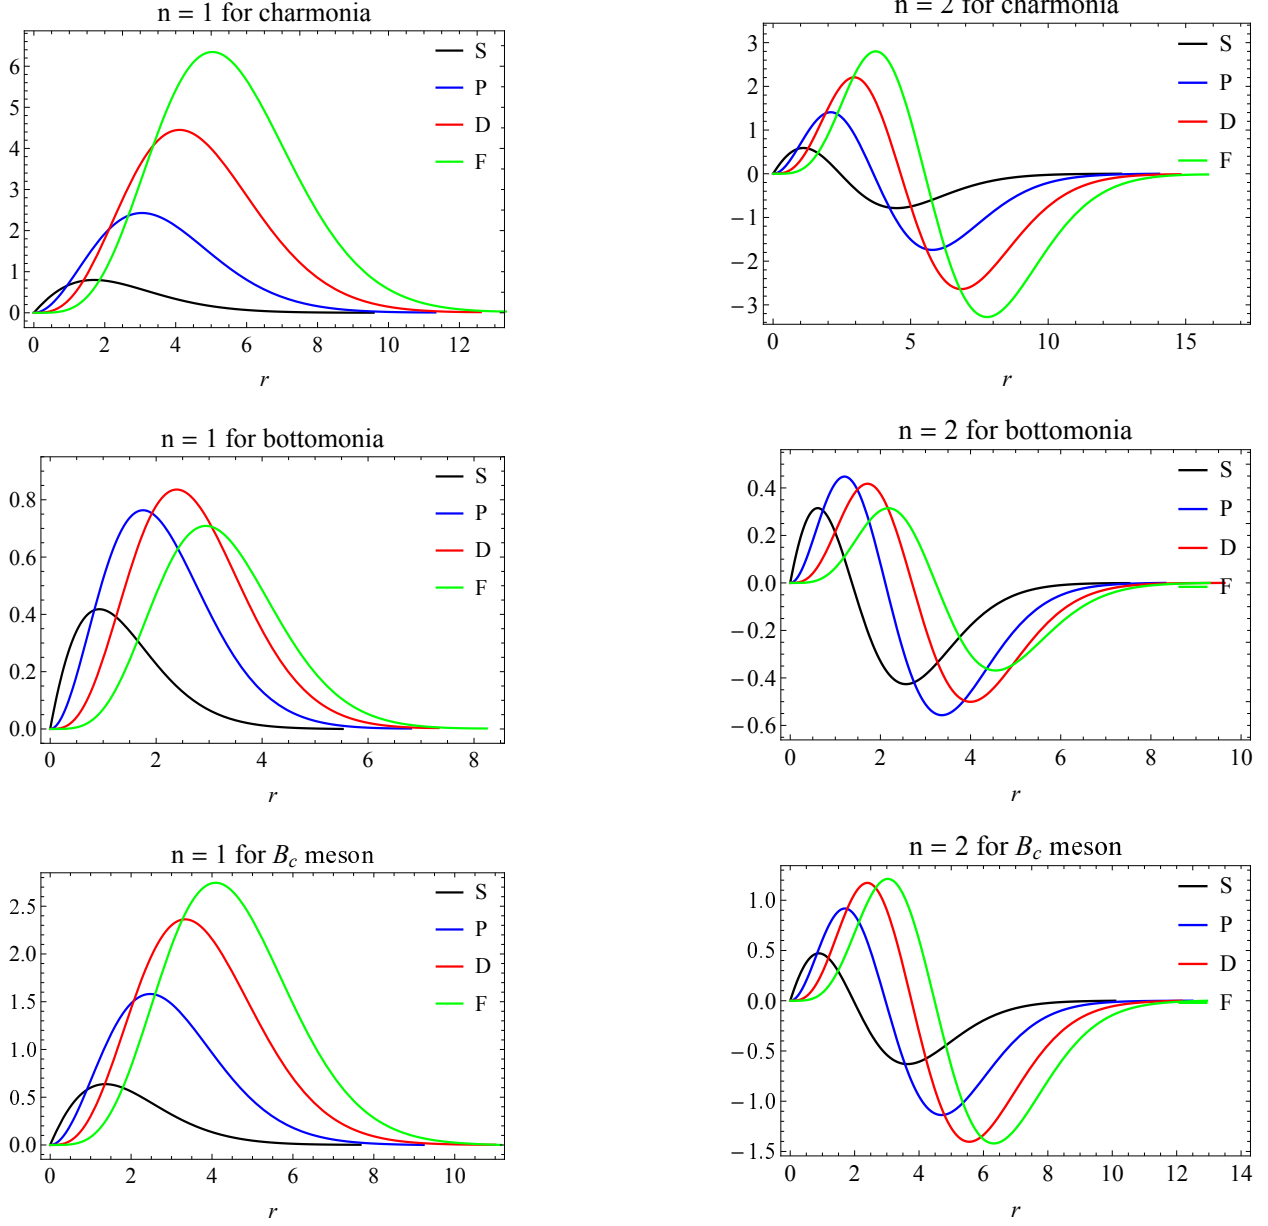 n = 1 for charmonia
S
P
D
F
6
5
4
3
2
1
0
0 2 4 6 8 10 12
r
n = 2 for charmonia
S
P
D
F
3
2
1
0
−1
−2
−3
0 5 10 15
r
n = 1 for bottomonia
S
P
D
F
0.8
0.6
0.4
0.2
0.0
0 2 4 6 8
r
n = 2 for bottomonia
S
P
D
F
0.4
0.2
0.0
−0.2
−0.4
−0.6
0 2 4 6 8 10
r
n = 1 for B_c meson
S
P
D
F
2.5
2.0
1.5
1.0
0.5
0.0
0 2 4 6 8 10
r
n = 2 for B_c meson
S
P
D
F
1.0
0.5
0.0
−0.5
−1.0
−1.5
0 2 4 6 8 10 12 14
r